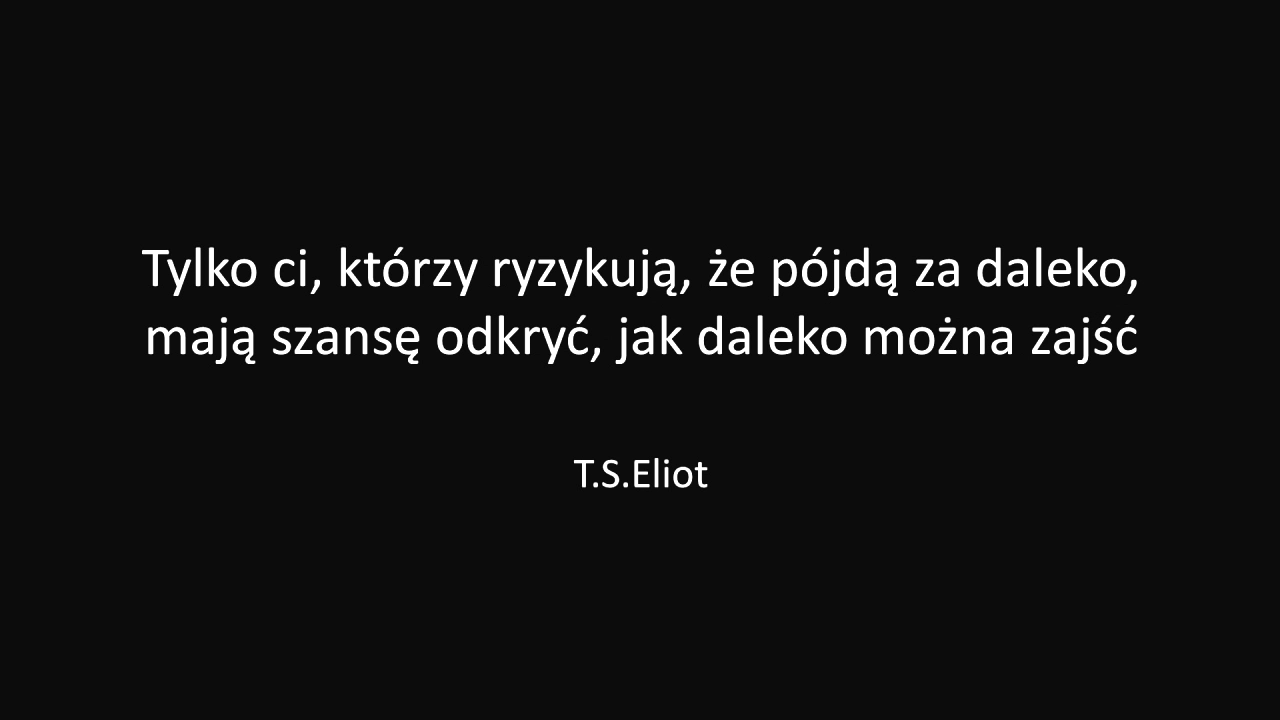 Tylko ci, którzy ryzykują, że pójdą za daleko,
mają szansę odkryć, jak daleko można zajść
T.S.Eliot